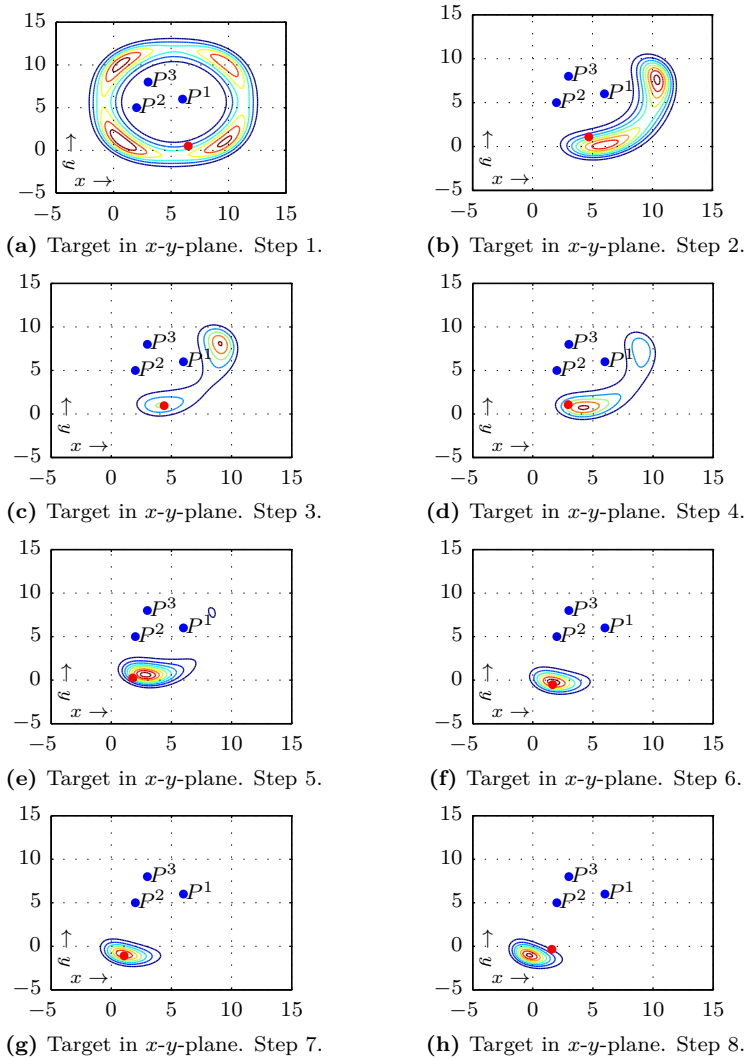 15
10
5
0
−5
−5 0 5 10 15
x →
y →
P³
P²
P¹
(a) Target in x-y-plane. Step 1.
15
10
5
0
−5
−5 0 5 10 15
x →
y →
P³
P²
P¹
(b) Target in x-y-plane. Step 2.
15
10
5
0
−5
−5 0 5 10 15
x →
y →
P³
P²
P¹
(c) Target in x-y-plane. Step 3.
15
10
5
0
−5
−5 0 5 10 15
x →
y →
P³
P²
P¹
(d) Target in x-y-plane. Step 4.
15
10
5
0
−5
−5 0 5 10 15
x →
y →
P³
P²
P¹
(e) Target in x-y-plane. Step 5.
15
10
5
0
−5
−5 0 5 10 15
x →
y →
P³
P²
P¹
(f) Target in x-y-plane. Step 6.
15
10
5
0
−5
−5 0 5 10 15
x →
y →
P³
P²
P¹
(g) Target in x-y-plane. Step 7.
15
10
5
0
−5
−5 0 5 10 15
x →
y →
P³
P²
P¹
(h) Target in x-y-plane. Step 8.